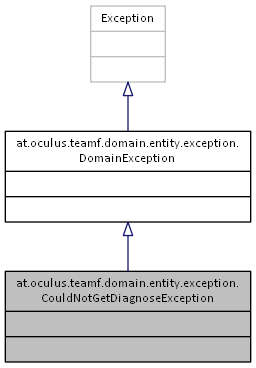 Exception
at.oculus.teamf.domain.entity.exception.
DomainException
at.oculus.teamf.domain.entity.exception.
CouldNotGetDiagnoseException